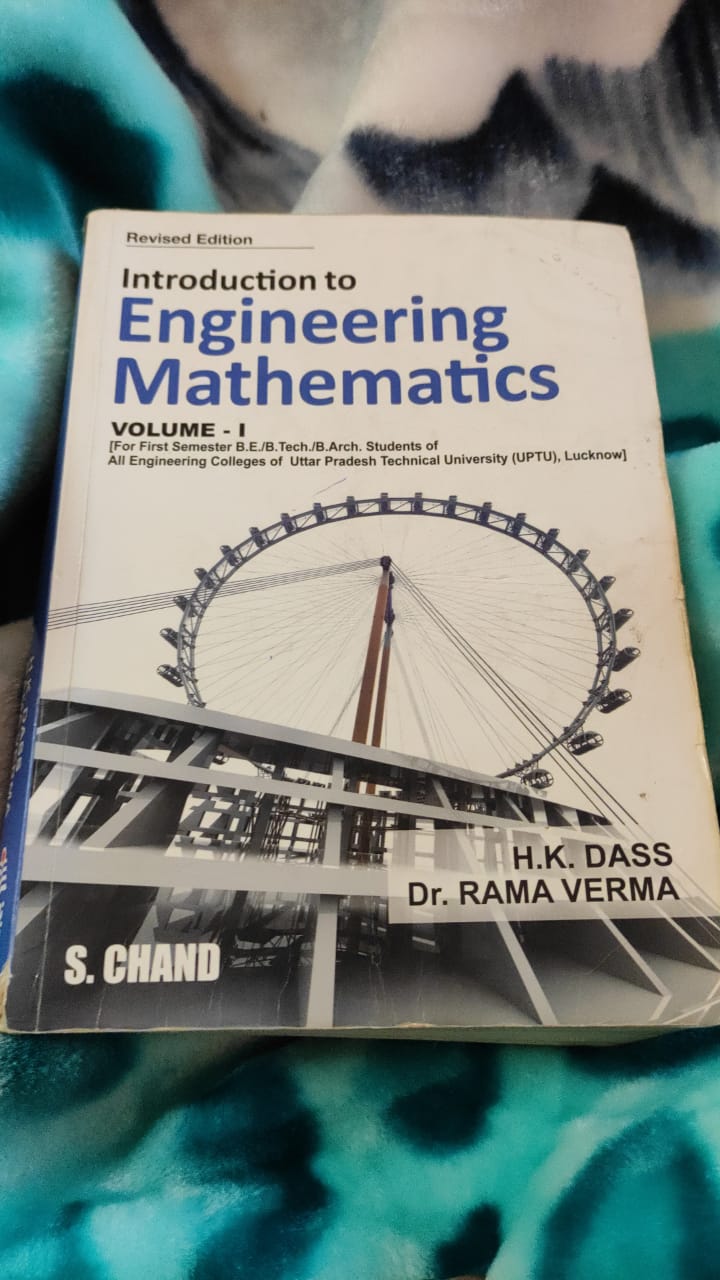 Revised Edition
Introduction to
Engineering
Mathematics
VOLUME - I
[For First Semester B.E./B.Tech./B.Arch. Students of
All Engineering Colleges of Uttar Pradesh Technical University (UPTU), Lucknow]
H.K. DASS
Dr. RAMA VERMA
S. CHAND